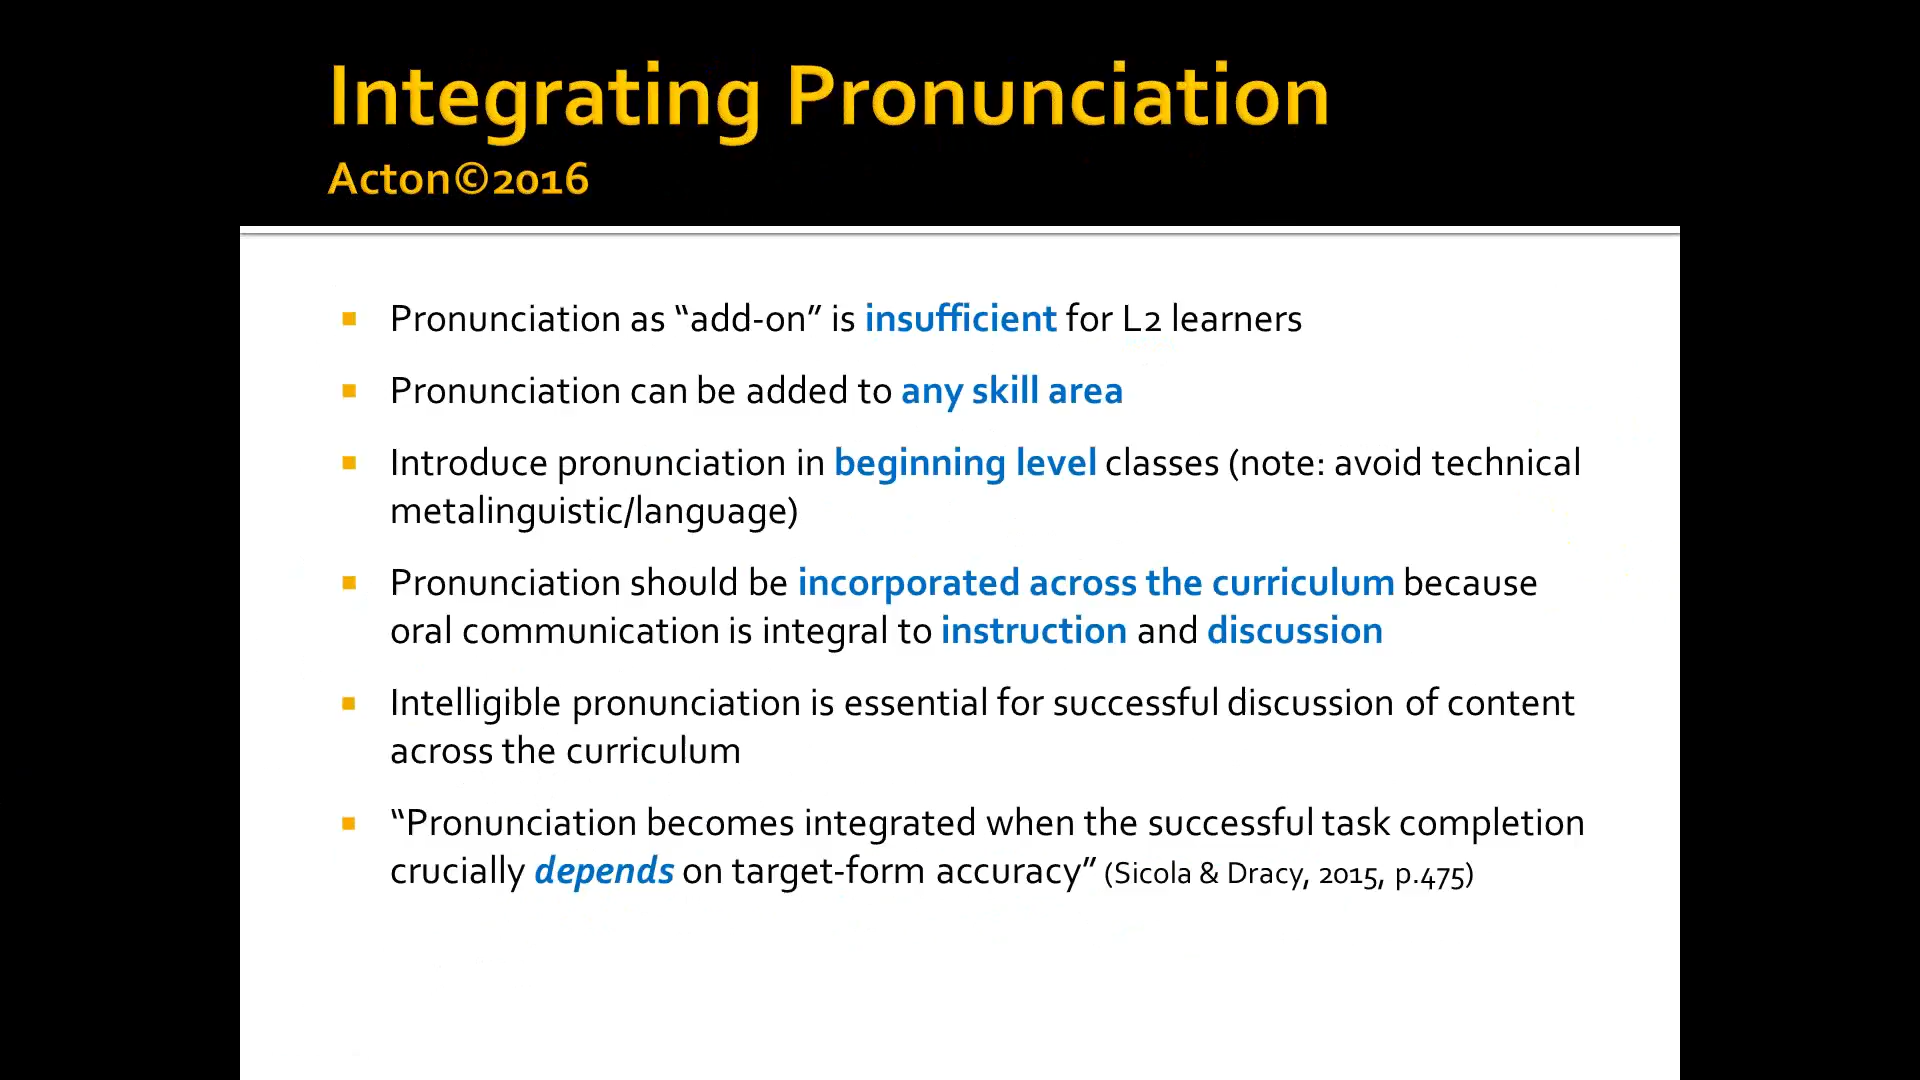 Integrating Pronunciation
Acton©2016
Pronunciation as “add-on” is insufficient for L2 learners
Pronunciation can be added to any skill area
Introduce pronunciation in beginning level classes (note: avoid technical
metalinguistic/language)
Pronunciation should be incorporated across the curriculum because
oral communication is integral to instruction and discussion
Intelligible pronunciation is essential for successful discussion of content
across the curriculum
“Pronunciation becomes integrated when the successful task completion
crucially depends on target-form accuracy” (Sicola & Dracy, 2015, p.475)